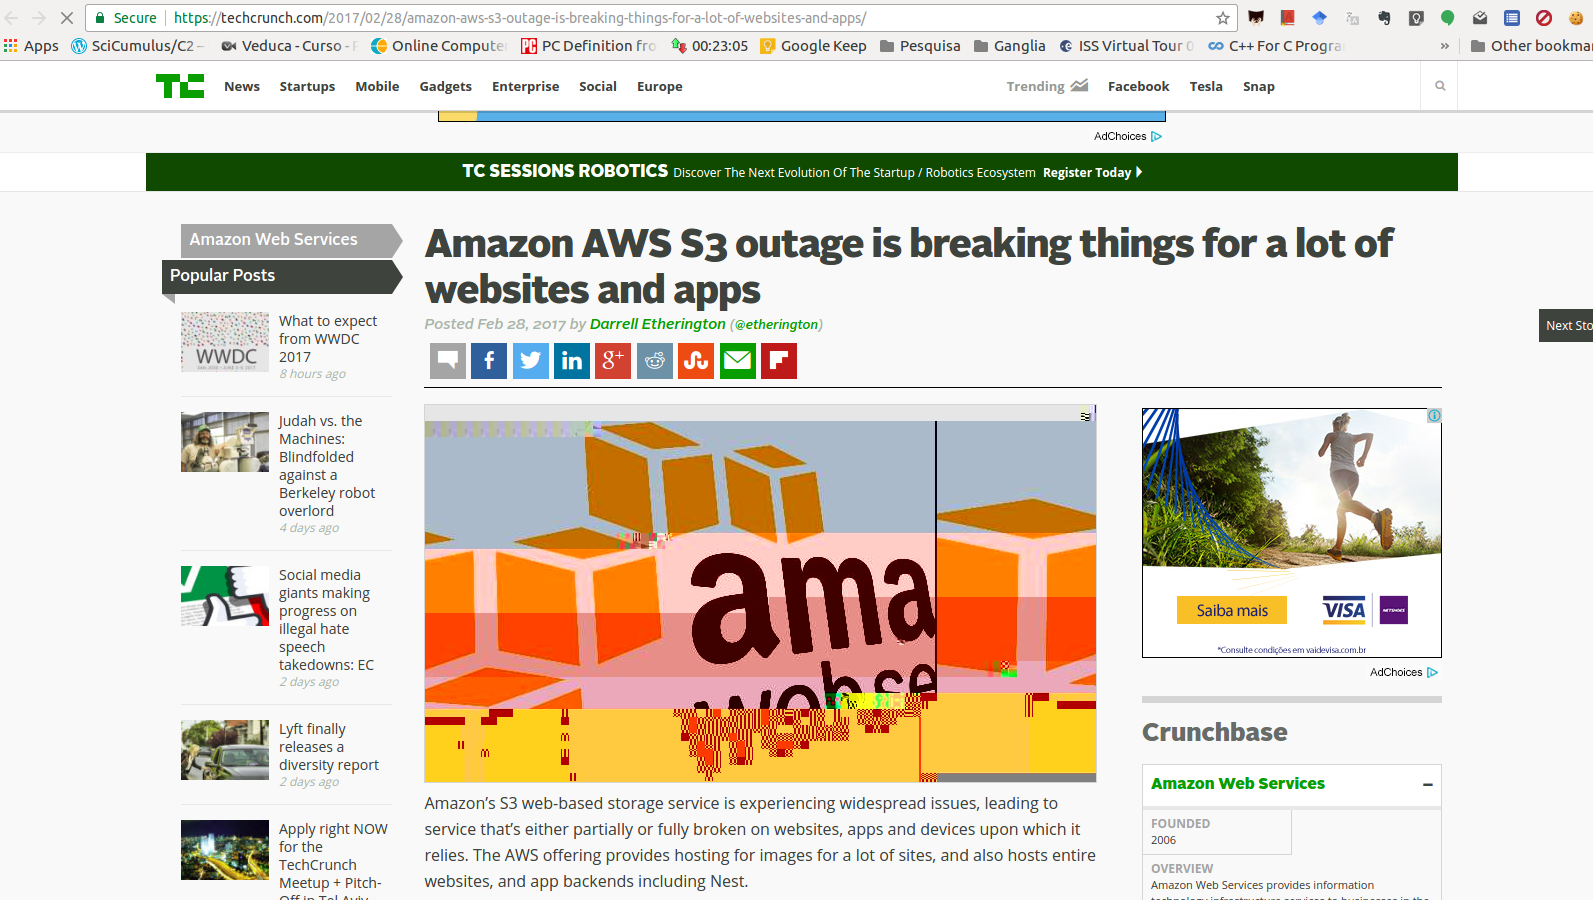 Secure https://techcrunch.com/2017/02/28/amazon-aws-s3-outage-is-breaking-things-for-a-lot-of-websites-and-apps/
Apps SciCumulus/C2 – Veduca - Curso - Online Compute PC Definition fro 00:23:05 Google Keep Pesquisa Ganglia ISS Virtual Tour C++ For C Progra » Other bookma
TC News Startups Mobile Gadgets Enterprise Social Europe Trending Facebook Tesla Snap
AdChoices
TC SESSIONS ROBOTICS Discover The Next Evolution Of The Startup / Robotics Ecosystem Register Today
Amazon Web Services
Popular Posts
What to expect
from WWDC
2017
8 hours ago
WWDC
Judah vs. the
Machines:
Blindfolded
against a
Berkeley robot
overlord
4 days ago
Social media
giants making
progress on
illegal hate
speech
takedowns: EC
2 days ago
Lyft finally
releases a
diversity report
2 days ago
Apply right NOW
for the
TechCrunch
Meetup + Pitch-
Off in Tel Aviv
Amazon AWS S3 outage is breaking things for a lot of
websites and apps
Posted Feb 28, 2017 by Darrell Etherington (@etherington)
f in g+
ama
webse
Amazon’s S3 web-based storage service is experiencing widespread issues, leading to
service that’s either partially or fully broken on websites, apps and devices upon which it
relies. The AWS offering provides hosting for images for a lot of sites, and also hosts entire
websites, and app backends including Nest.
Next Sto
Saiba mais VISA NETSHOES
*Consulte condições em vaidevisa.com.br
AdChoices
Crunchbase
Amazon Web Services –
FOUNDED
2006
OVERVIEW
Amazon Web Services provides information
technology infrastructure services to businesses in the